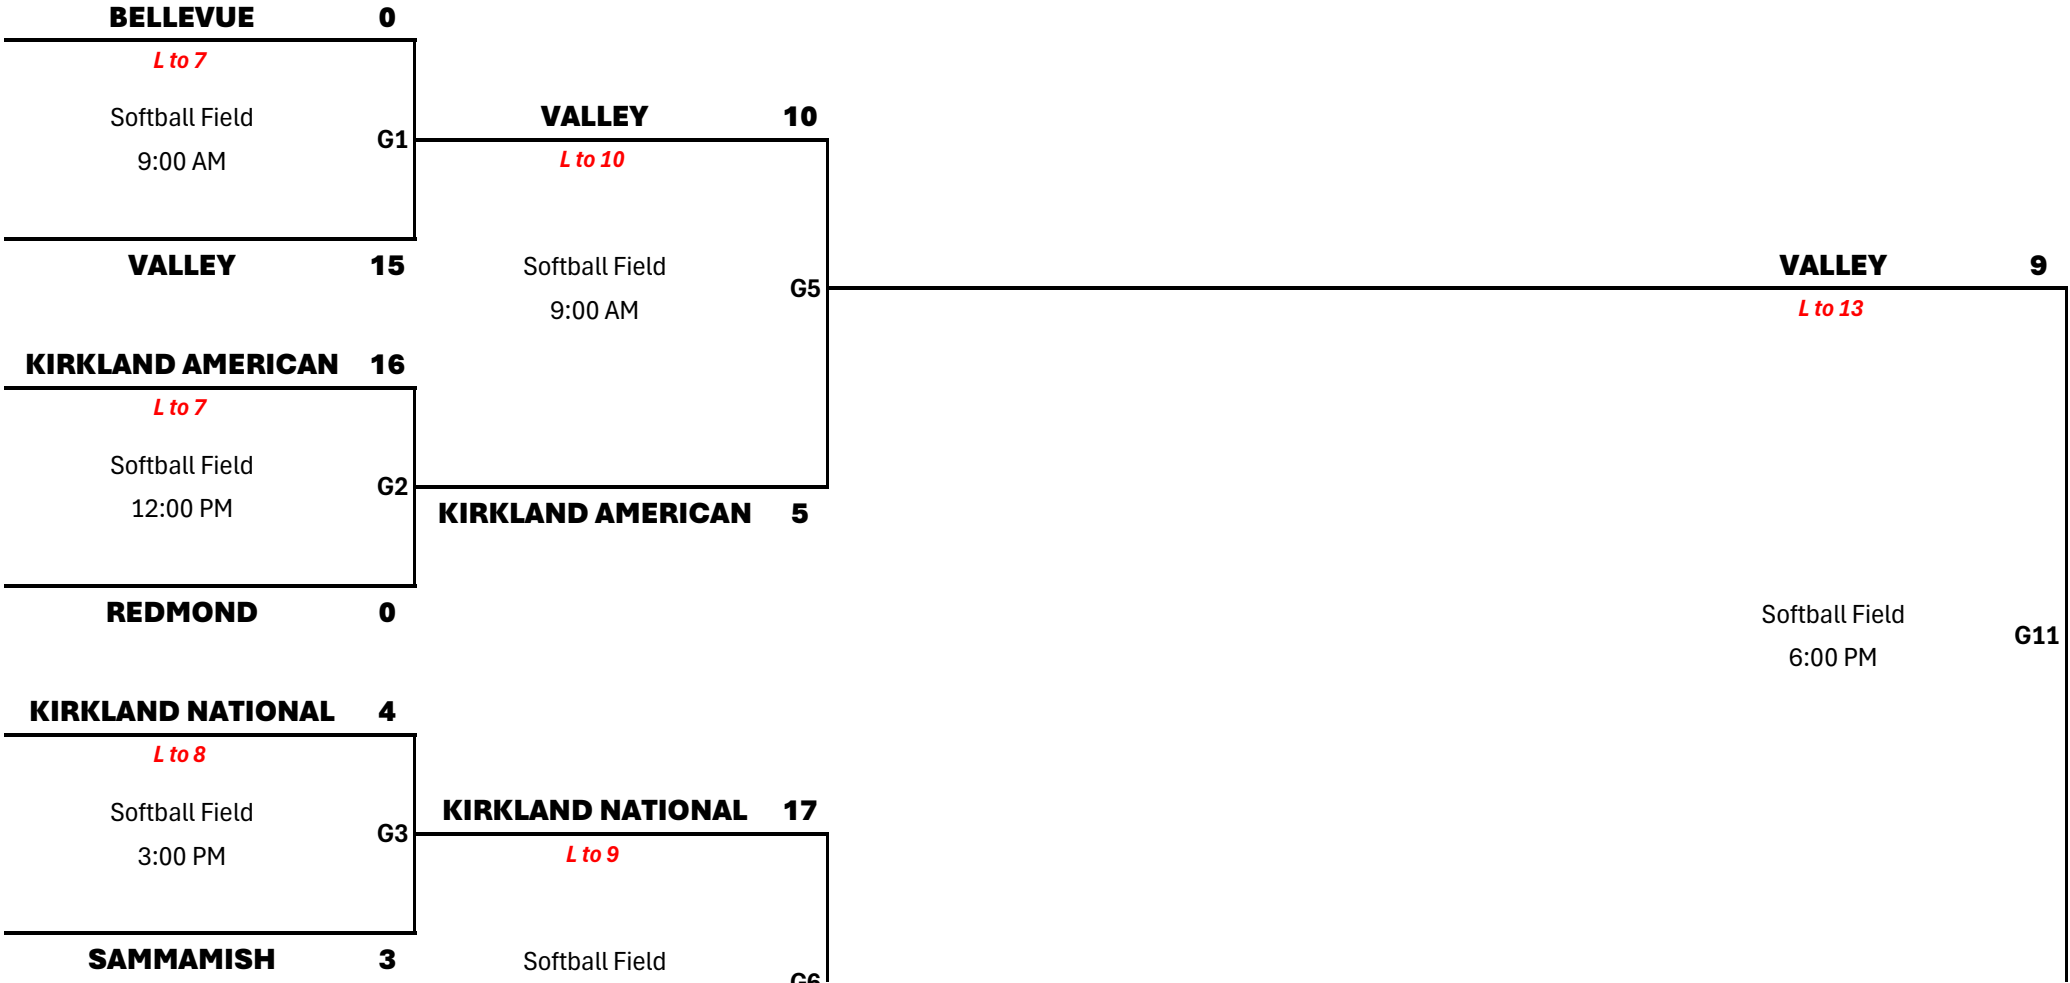 BELLEVUE 0
L to 7
Softball Field
9:00 AM
G1
VALLEY 15
KIRKLAND AMERICAN 16
L to 7
Softball Field
12:00 PM
G2
REDMOND 0
KIRKLAND NATIONAL 4
L to 8
Softball Field
3:00 PM
G3
SAMMAMISH 3
VALLEY 10
L to 10
Softball Field
9:00 AM
G5
KIRKLAND AMERICAN 5
KIRKLAND NATIONAL 17
L to 9
Softball Field
G6
VALLEY 9
L to 13
Softball Field
6:00 PM
G11